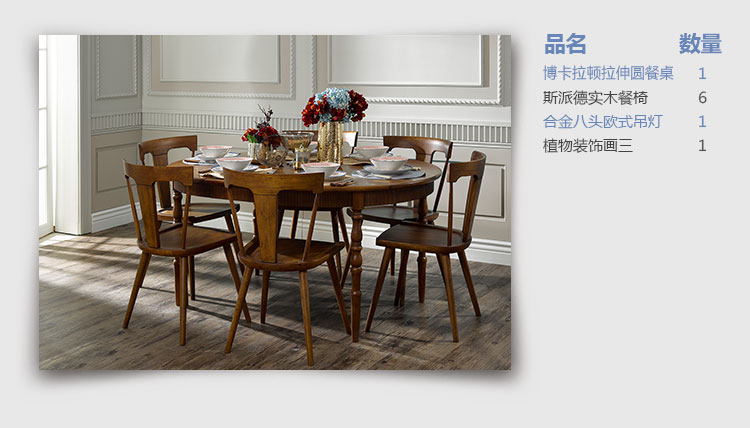 品名 数量
博卡拉顿拉伸圆餐桌 1
斯派德实木餐椅 6
合金八头欧式吊灯 1
植物装饰画三 1